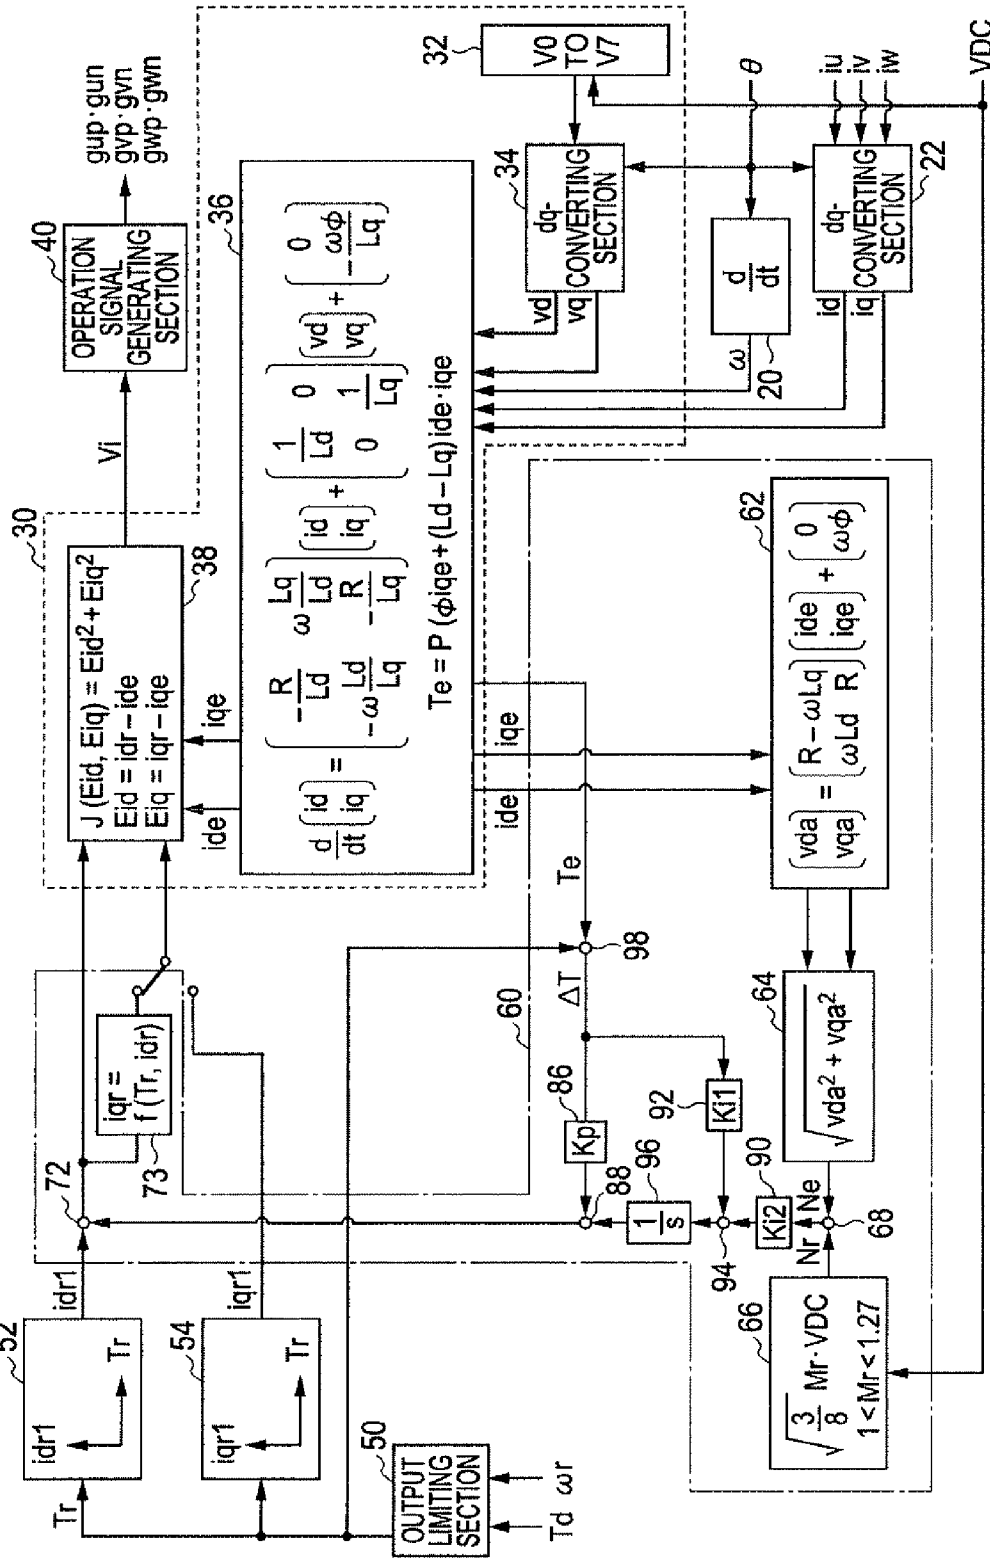 Tr
52
idr1
Tr
idr1
54
iqr1
Tr
iqr1
50
OUTPUT
LIMITING
SECTION
Td ωr
72
73
iqr =
f (Tr, idr)
30
J (Eid, Eiq) = Eid² + Eiq²
Eid = idr − ide
Eiq = iqr − iqe
38
Vi
40
OPERATION
SIGNAL
GENERATING
SECTION
gup·gun
gvp·gvn
gwp·gwn
ide
iqe
36
d/dt (id iq) = (−R/Ld ω Lq/Ld −ω Ld/Lq −R/Lq) (id iq) + (1/Ld 0 0 1/Lq) (vd vq) + (0 −ωϕ/Lq)
Te = P (ϕiqe + (Ld − Lq) ide·iqe
32
V0
TO
V7
34
dq-
CONVERTING
SECTION
vd
vq
θ
d/dt
20
ω
22
dq-
CONVERTING
SECTION
id
iq
iu
iv
iw
VDC
Te
ide
iqe
98
ΔT
60
86
Kp
88
92
Ki1
96
1/s
94
90
Ki2
Nr
Ne
68
66
√3/8 Mr·VDC
1 < Mr < 1.27
64
√vda² + vqa²
62
(vda vqa) = (R − ωLq ωLd R) (ide iqe) + (0 ωϕ)